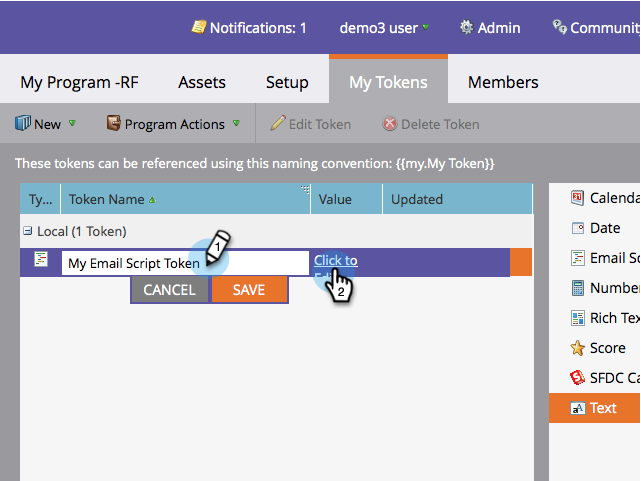 Notifications: 1 demo3 user Admin Community
My Program -RF Assets Setup My Tokens Members
New Program Actions Edit Token Delete Token
These tokens can be referenced using this naming convention: {{my.My Token}}
Ty... Token Name Value Updated
Local (1 Token)
My Email Script Token 1 Click to
2
CANCEL SAVE
Calenda
Date
Email Sc
Number
Rich Tex
Score
SFDC Ca
aA Text